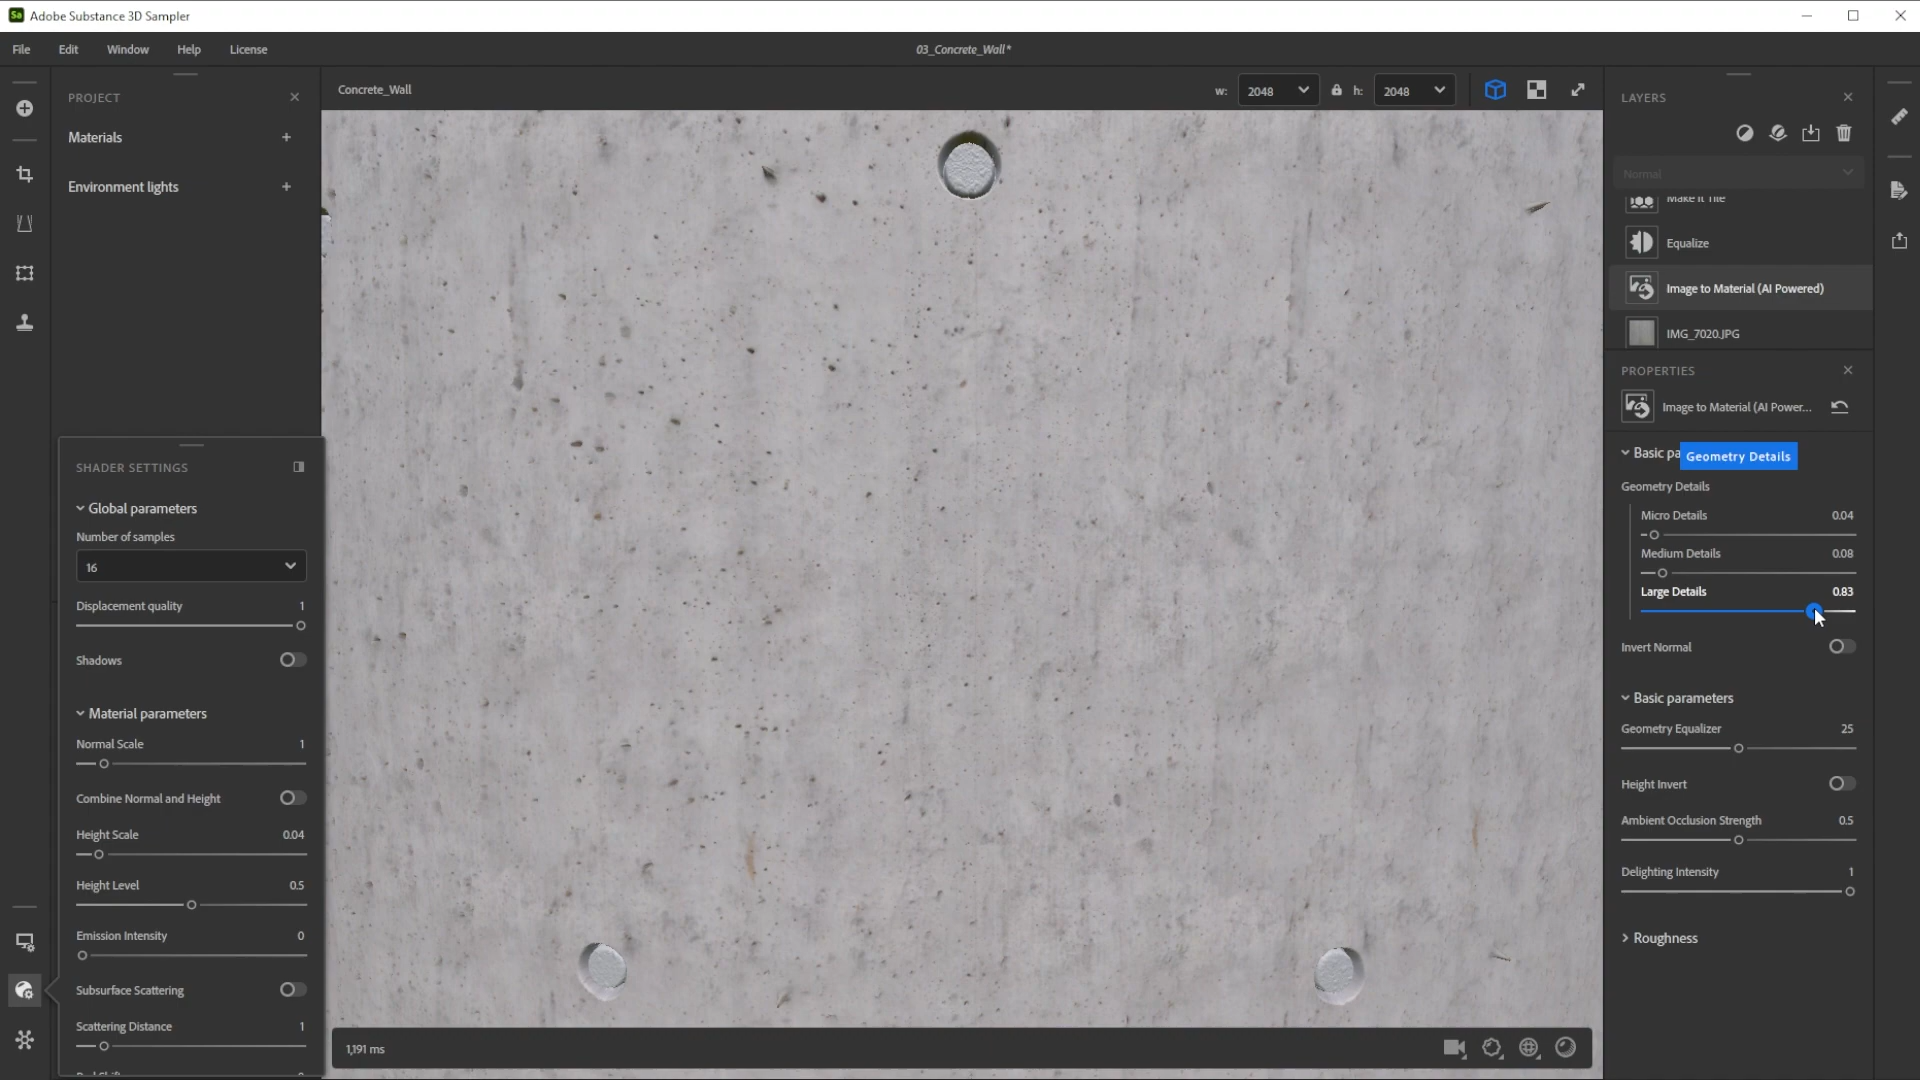 Adobe Substance 3D Sampler
File Edit Window Help License
03_Concrete_Wall*
PROJECT
Materials
Environment lights
Concrete_Wall
w: 2048 h: 2048
LAYERS
Normal
Make It Tile
Equalize
Image to Material (AI Powered)
IMG_7020.JPG
PROPERTIES
Image to Material (AI Power...
Basic pa
Geometry Details
Geometry Details
Micro Details 0.04
Medium Details 0.08
Large Details 0.83
Invert Normal
Basic parameters
Geometry Equalizer 25
Height Invert
Ambient Occlusion Strength 0.5
Delighting Intensity 1
Roughness
SHADER SETTINGS
Global parameters
Number of samples
16
Displacement quality 1
Shadows
Material parameters
Normal Scale 1
Combine Normal and Height
Height Scale 0.04
Height Level 0.5
Emission Intensity 0
Subsurface Scattering
Scattering Distance 1
1,191 ms